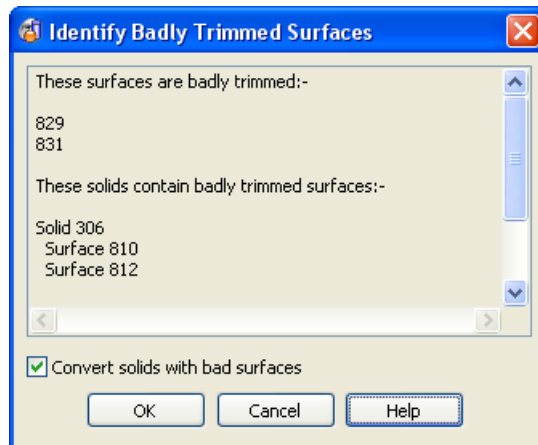 Identify Badly Trimmed Surfaces
These surfaces are badly trimmed:-
829
831
These solids contain badly trimmed surfaces:-
Solid 306
Surface 810
Surface 812
Convert solids with bad surfaces
OK Cancel Help